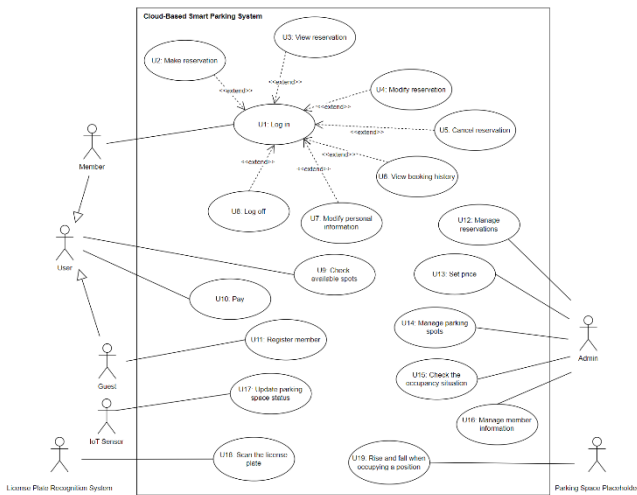 Cloud-Based Smart Parking System
U3: View reservation
U2: Make reservation
<<extend>>
<<extend>>
U4: Modify reservation
<<extend>>
U1: Log in
<<extend>>
U5: Cancel reservation
<<extend>>
<<extend>>
<<extend>>
U6: View booking history
Member
U8: Log off
U7: Modify personal
information
U12: Manage
reservations
User
U9: Check
available spots
U13: Set price
U10: Pay
U14: Manage parking
spots
U11: Register member
Admin
Guest
U15: Check the
occupancy situation
U17: Update parking
space status
U16: Manage member
information
IoT Sensor
U18: Scan the license
plate
U19: Rise and fall when
occupying a position
License Plate Recognition System
Parking Space Placeholde